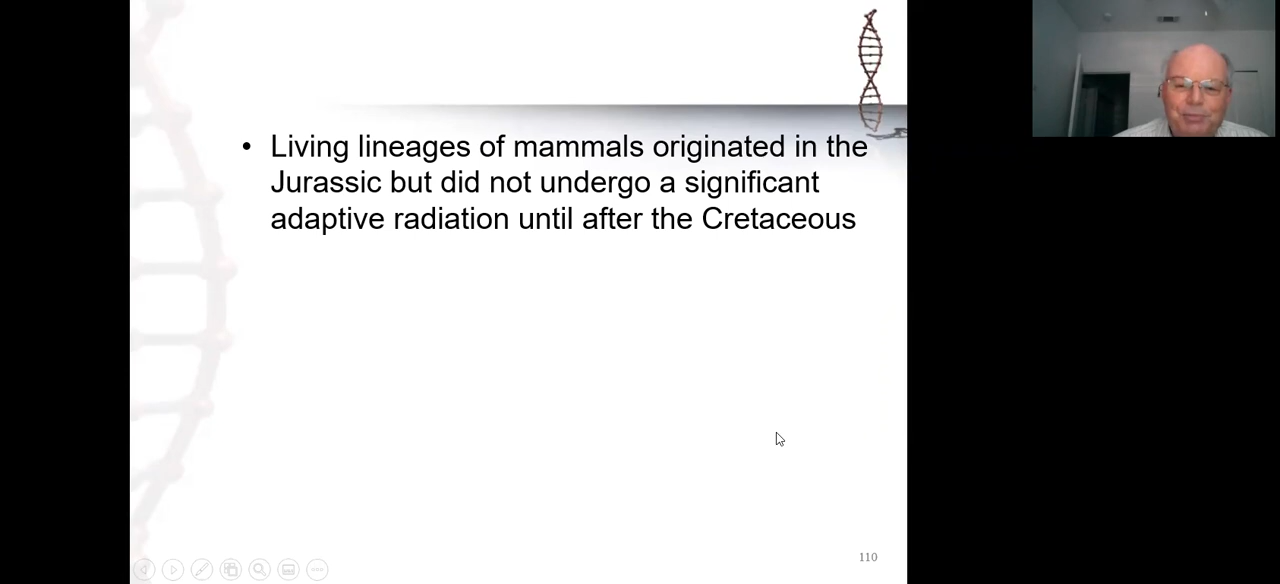 • Living lineages of mammals originated in the
Jurassic but did not undergo a significant
adaptive radiation until after the Cretaceous
110